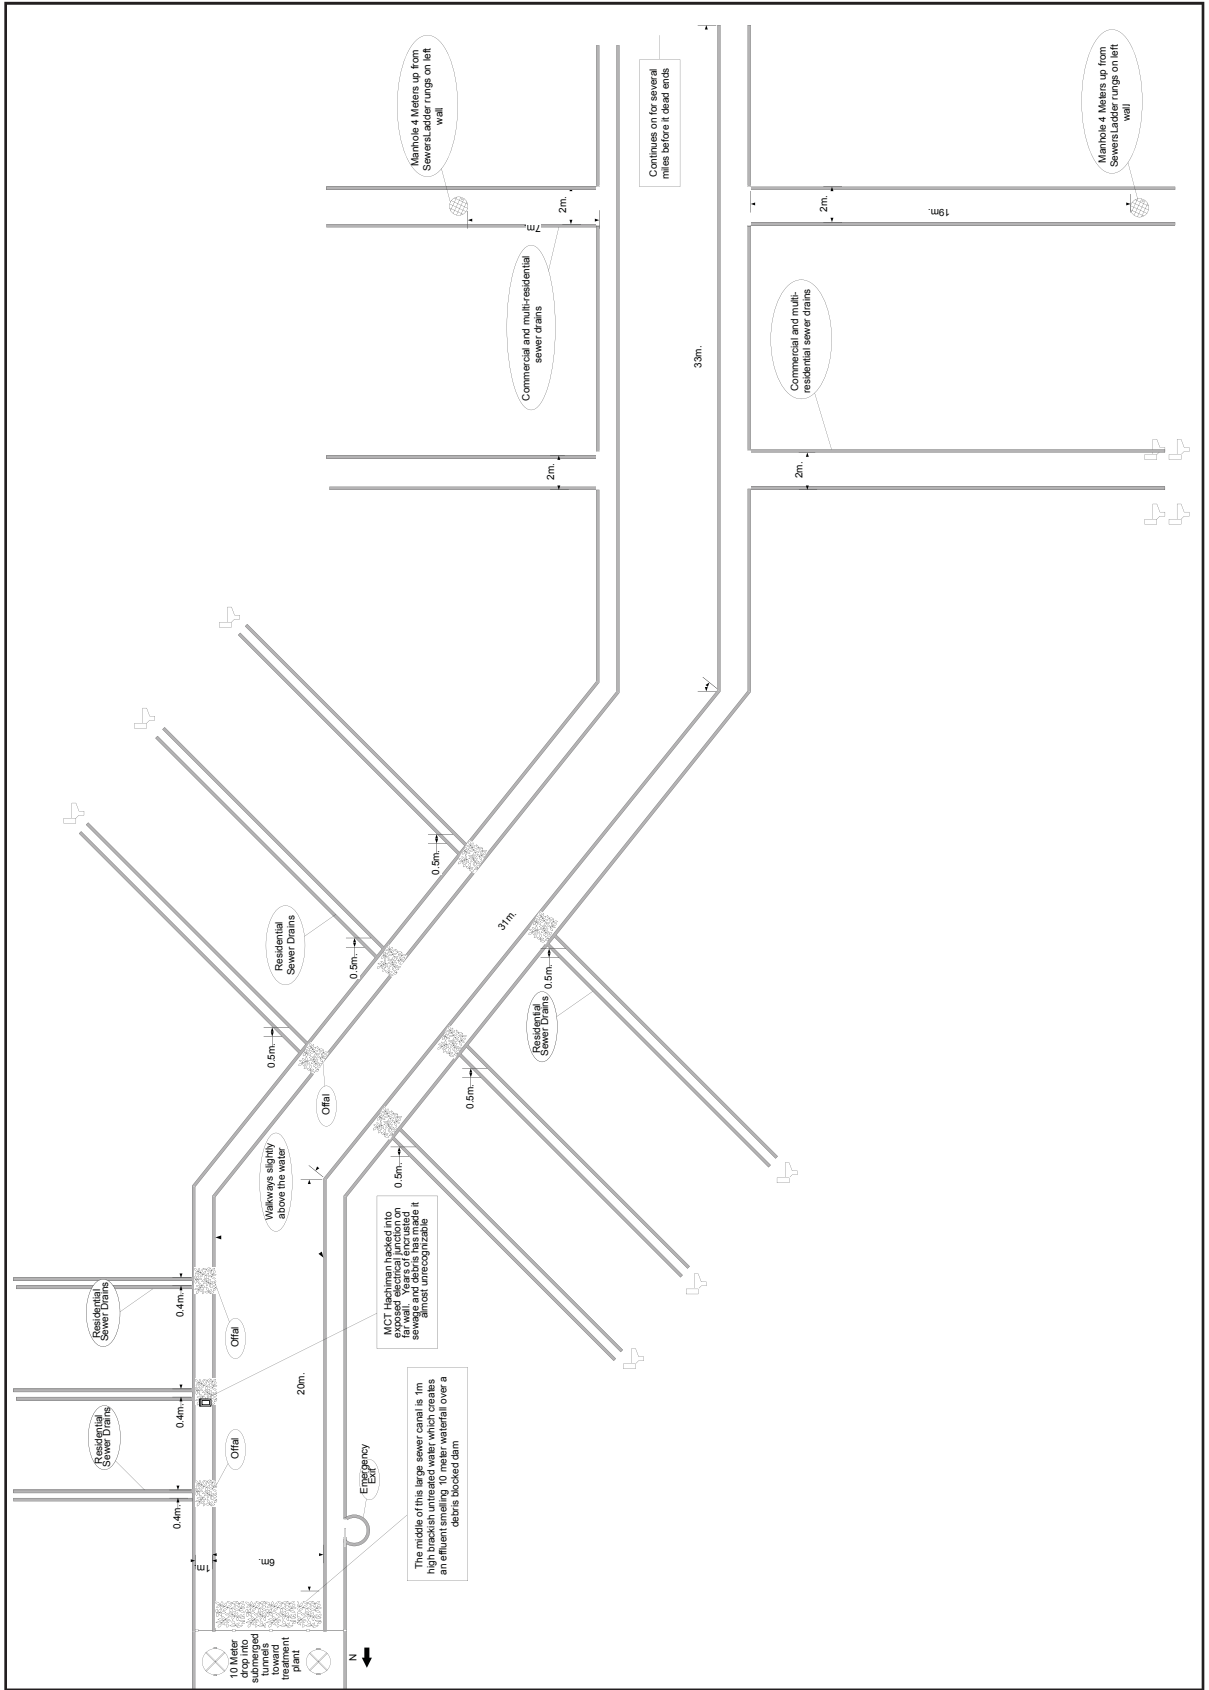 Manhole 4 Meters up from
SewersLadder rungs on left
wall
Continues on for several
miles before it dead ends
Manhole 4 Meters up from
SewersLadder rungs on left
wall
2m.
7m
2m.
19m.
Commercial and multi-residential
sewer drains
33m.
Commercial and multi-
residential sewer drains
2m.
2m.
0.5m.
Residential
Sewer Drains
0.5m.
31m.
0.5m.
Residential
Sewer Drains
0.5m.
Offal
0.5m.
0.5m.
Walkways slightly
above the water
MCT Hachiman hacked into
exposed electrical junction on
far wall. Years of encrusted
sewage and debris has made it
almost unrecognizable
Residential
Sewer Drains
0.4m.
Offal
20m.
0.4m.
Residential
Sewer Drains
Offal
0.4m.
Emergency
Exit
The middle of this large sewer canal is 1m
high brackish untreated water which creates
an effluent smelling 10 meter waterfall over a
debris blocked dam
1m.
6m.
10 Meter
drop into
submerged
tunnels
toward
treatment
plant
N